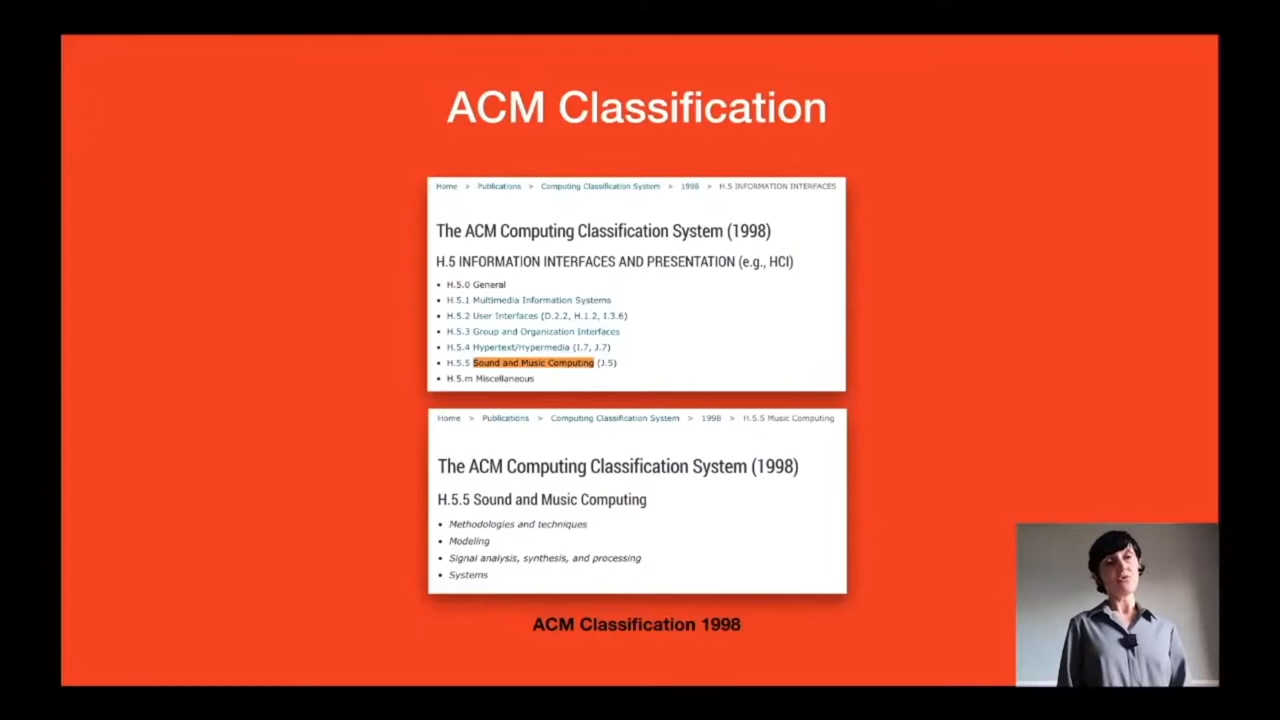 ACM Classification
Home > Publications > Computing Classification System > 1998 > H.5 INFORMATION INTERFACES
The ACM Computing Classification System (1998)
H.5 INFORMATION INTERFACES AND PRESENTATION (e.g., HCI)
• H.5.0 General
• H.5.1 Multimedia Information Systems
• H.5.2 User Interfaces (D.2.2, H.1.2, I.3.6)
• H.5.3 Group and Organization Interfaces
• H.5.4 Hypertext/Hypermedia (I.7, J.7)
• H.5.5 Sound and Music Computing (J.5)
• H.5.m Miscellaneous
Home > Publications > Computing Classification System > 1998 > H.5.5 Music Computing
The ACM Computing Classification System (1998)
H.5.5 Sound and Music Computing
• Methodologies and techniques
• Modeling
• Signal analysis, synthesis, and processing
• Systems
ACM Classification 1998